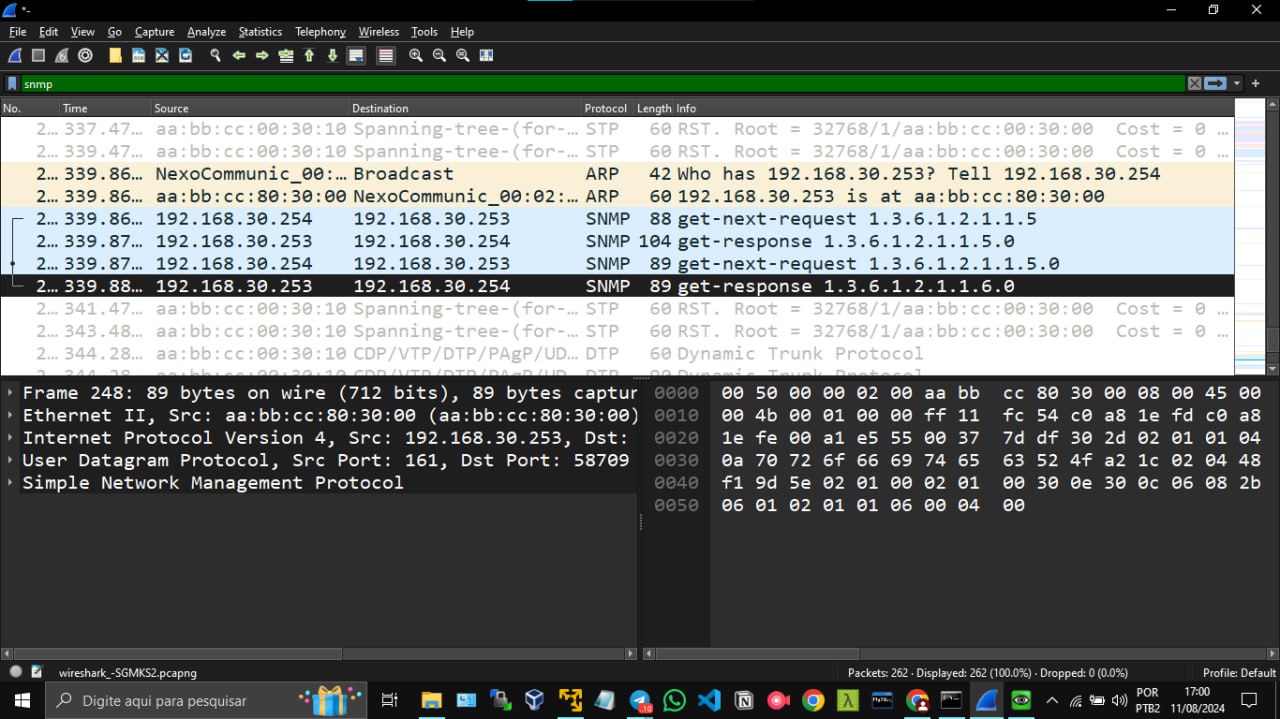 *-
File Edit View Go Capture Analyze Statistics Telephony Wireless Tools Help
snmp
No. Time Source Destination Protocol Length Info
2... 337.47... aa:bb:cc:00:30:10 Spanning-tree-(for-... STP 60 RST. Root = 32768/1/aa:bb:cc:00:30:00 Cost = 0 ...
2... 339.47... aa:bb:cc:00:30:10 Spanning-tree-(for-... STP 60 RST. Root = 32768/1/aa:bb:cc:00:30:00 Cost = 0 ...
2... 339.86... NexoCommunic_00:... Broadcast ARP 42 Who has 192.168.30.253? Tell 192.168.30.254
2... 339.86... aa:bb:cc:80:30:00 NexoCommunic_00:02:... ARP 60 192.168.30.253 is at aa:bb:cc:80:30:00
2... 339.86... 192.168.30.254 192.168.30.253 SNMP 88 get-next-request 1.3.6.1.2.1.1.5
2... 339.87... 192.168.30.253 192.168.30.254 SNMP 104 get-response 1.3.6.1.2.1.1.5.0
2... 339.87... 192.168.30.254 192.168.30.253 SNMP 89 get-next-request 1.3.6.1.2.1.1.5.0
2... 339.88... 192.168.30.253 192.168.30.254 SNMP 89 get-response 1.3.6.1.2.1.1.6.0
2... 341.47... aa:bb:cc:00:30:10 Spanning-tree-(for-... STP 60 RST. Root = 32768/1/aa:bb:cc:00:30:00 Cost = 0 ...
2... 343.48... aa:bb:cc:00:30:10 Spanning-tree-(for-... STP 60 RST. Root = 32768/1/aa:bb:cc:00:30:00 Cost = 0 ...
2... 344.28... aa:bb:cc:00:30:10 CDP/VTP/DTP/PAgP/UD... DTP 60 Dynamic Trunk Protocol
2... 344.28... aa:bb:cc:00:30:10 CDP/VTP/DTP/PAgP/UD... DTP 90 Dynamic Trunk Protocol
Frame 248: 89 bytes on wire (712 bits), 89 bytes captur
Ethernet II, Src: aa:bb:cc:80:30:00 (aa:bb:cc:80:30:00)
Internet Protocol Version 4, Src: 192.168.30.253, Dst:
User Datagram Protocol, Src Port: 161, Dst Port: 58709
Simple Network Management Protocol
0000 00 50 00 00 02 00 aa bb cc 80 30 00 08 00 45 00
0010 00 4b 00 01 00 00 ff 11 fc 54 c0 a8 1e fd c0 a8
0020 1e fe 00 a1 e5 55 00 37 7d df 30 2d 02 01 01 04
0030 0a 70 72 6f 66 69 74 65 63 52 4f a2 1c 02 04 48
0040 f1 9d 5e 02 01 00 02 01 00 30 0e 30 0c 06 08 2b
0050 06 01 02 01 01 06 00 04 00
wireshark_-SGMKS2.pcapng Packets: 262 · Displayed: 262 (100.0%) · Dropped: 0 (0.0%) Profile: Default
Digite aqui para pesquisar
POR
PTB2
17:00
11/08/2024